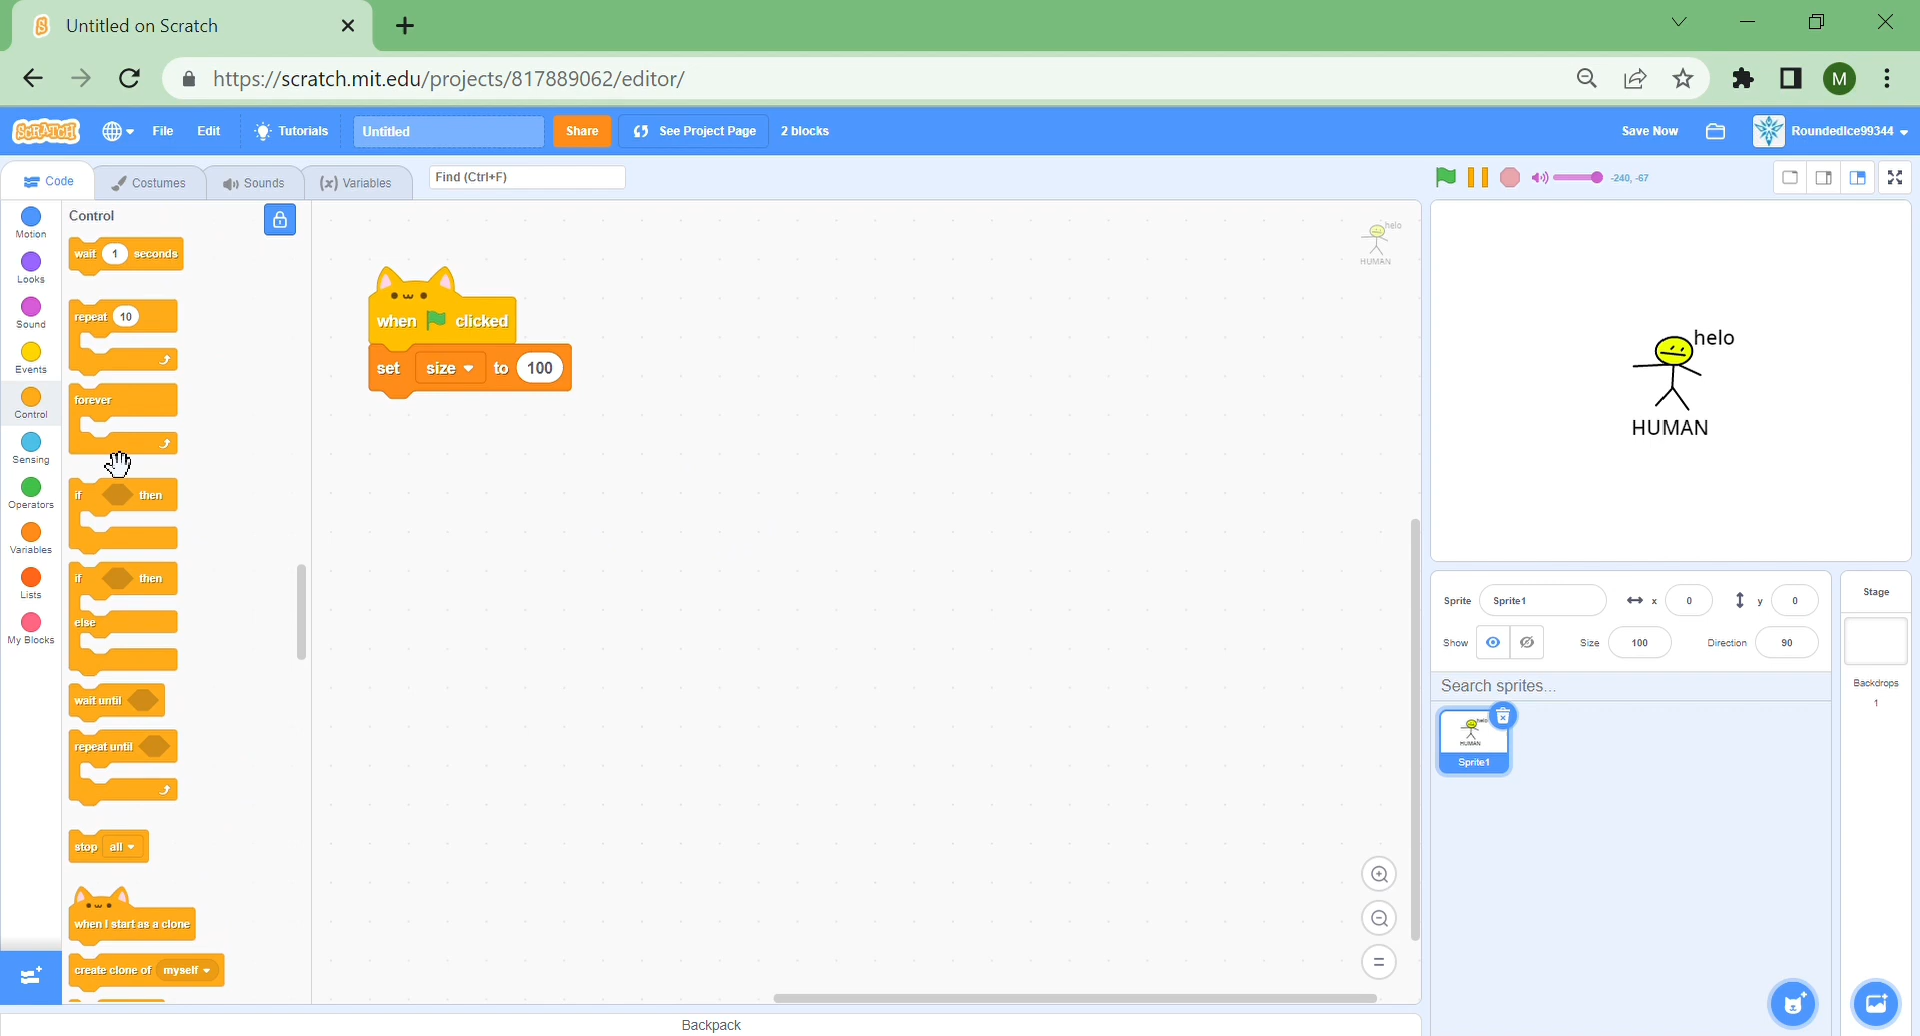 Untitled on Scratch
https://scratch.mit.edu/projects/817889062/editor/
M
SCRATCH File Edit Tutorials Untitled Share See Project Page 2 blocks Save Now RoundedIce99344
Code Costumes Sounds (x) Variables Find (Ctrl+F) -240, -67
Motion
Looks
Sound
Events
Control
Sensing
Operators
Variables
Lists
My Blocks
Control
wait 1 seconds
repeat 10
forever
if then
if then
else
wait until
repeat until
stop all
when I start as a clone
create clone of myself
when clicked
set size to 100
helo
HUMAN
helo
HUMAN
Sprite Sprite1 x 0 y 0
Show Size 100 Direction 90
Search sprites...
helo
HUMAN
Sprite1
Stage
Backdrops
1
Backpack